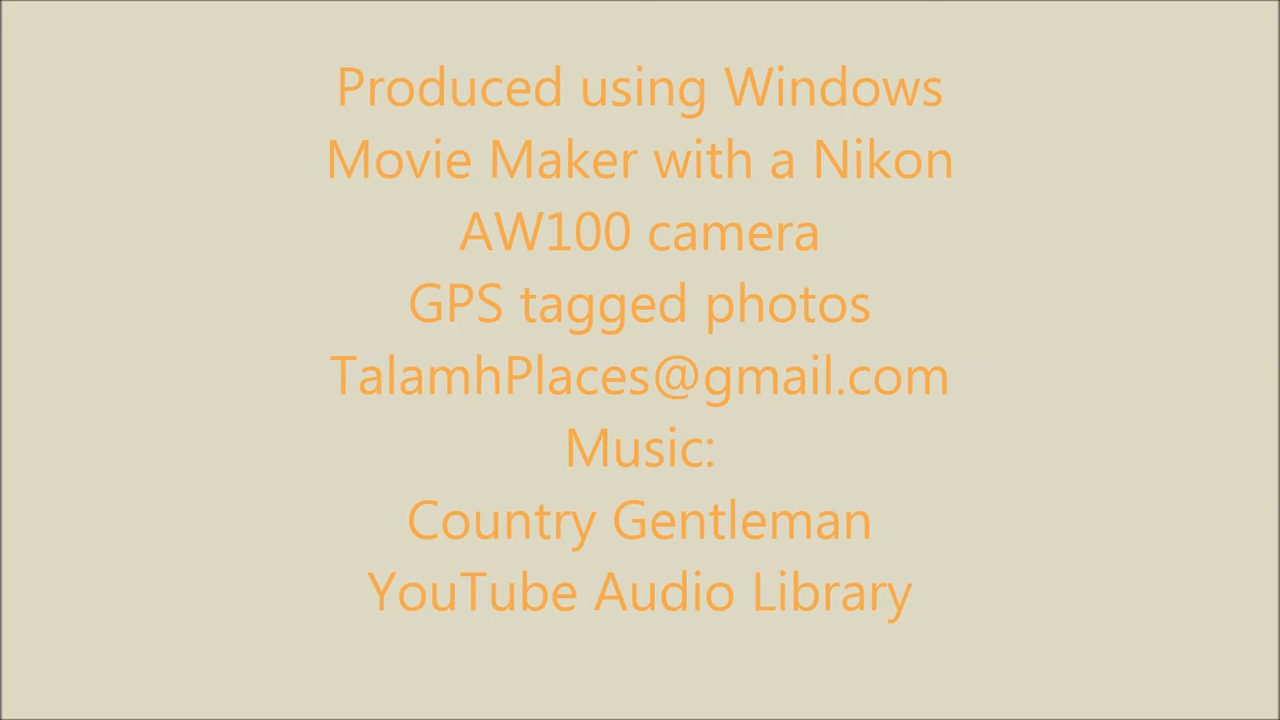 Produced using Windows
Movie Maker with a Nikon
AW100 camera
GPS tagged photos
TalamhPlaces@gmail.com
Music:
Country Gentleman
YouTube Audio Library